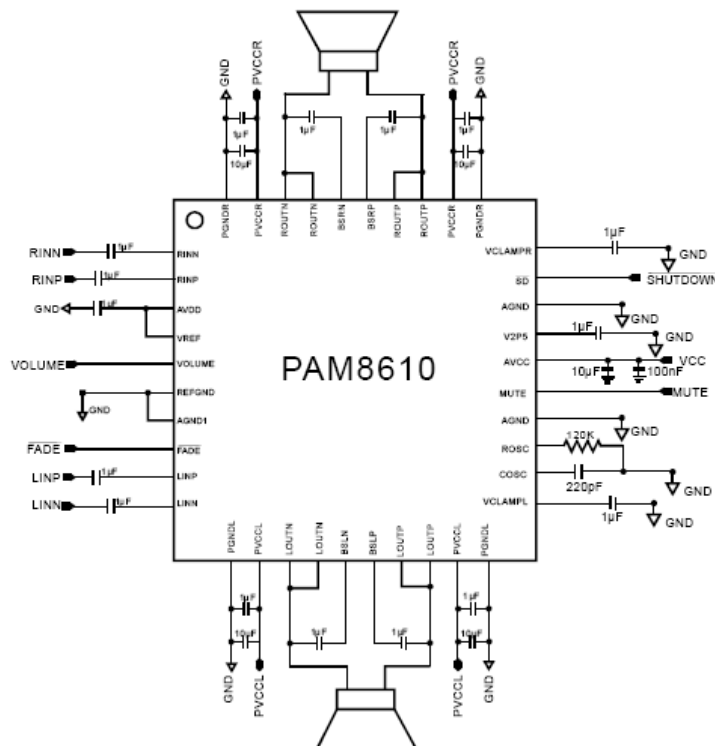 GND
PVCCR
PVCCR
GND
1µF
10µF
1µF
1µF
1µF
10µF
PGNDR
PVCCR
ROUTN
ROUTN
BSRN
BSRP
ROUTP
ROUTP
PVCCR
PGNDR
RINN
1µF
RINN
RINP
1µF
RINP
GND
1µF
AVDD
VREF
VOLUME
VOLUME
REFGND
GND
AGND1
FADE
FADE
LINP
1µF
LINP
LINN
1µF
LINN
PAM8610
VCLAMPR
1µF
GND
SD
SHUTDOWN
AGND
GND
V2P5
1µF
GND
AVCC
VCC
10µF
100nF
MUTE
MUTE
AGND
GND
ROSC
120K
COSC
220pF
GND
VCLAMPL
1µF
GND
PGNDL
PVCCL
LOUTN
LOUTN
BSLN
BSLP
LOUTP
LOUTP
PVCCL
PGNDL
1µF
10µF
1µF
1µF
1µF
10µF
GND
PVCCL
PVCCL
GND